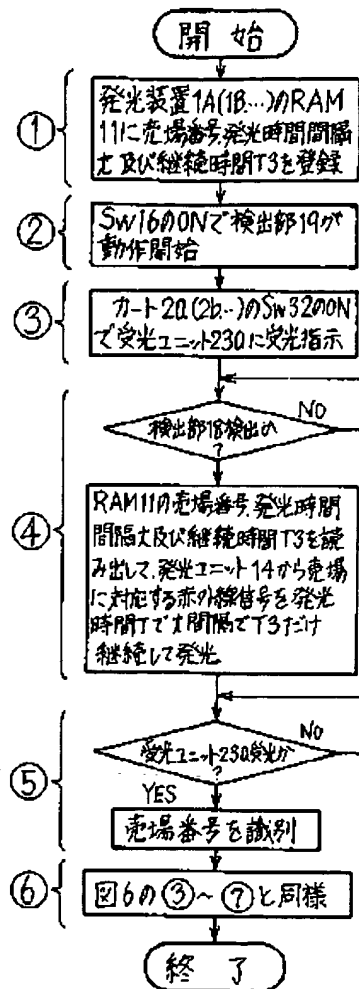 開始
①
発光装置1A(1B…)のRAM
11に売場番号、発光時間間隔
t及び継続時間T3を登録
②
SW16のONで検出部19が
動作開始
③
カート2a(2b…)のSW32のON
で受光ユニット230に受光指示
NO
検出部18検出か
?
④
RAM11の売場番号、発光時間
間隔t及び継続時間T3を読
み出して、発光ユニット14から売場
に対応する赤外線信号を発光
時間Tでt間隔でT3だけ
継続して発光
NO
受光ユニット230受光か
?
⑤
YES
売場番号を識別
⑥
図6の③~⑦と同様
終了